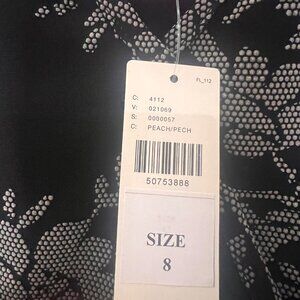 FL_112
C: 4112
V: 021069
S: 0000057
C: PEACH/PECH
50753888
SIZE
8